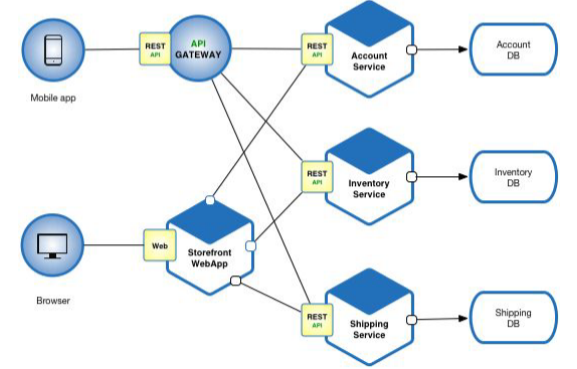 REST
API
API
GATEWAY
Mobile app
REST
API
Account
Service
Account
DB
REST
API
Inventory
Service
Inventory
DB
Web
Storefront
WebApp
Browser
REST
API
Shipping
Service
Shipping
DB